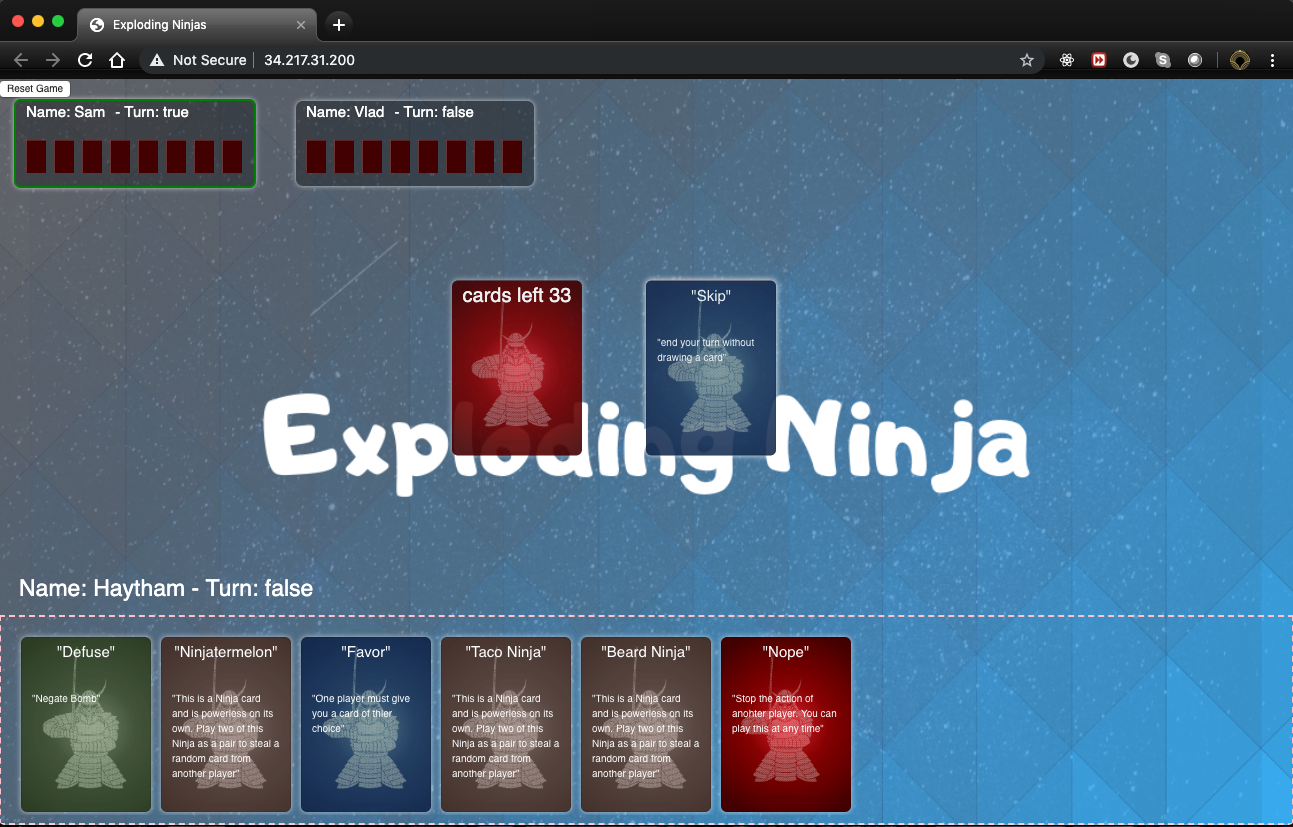 Exploding Ninjas
Not Secure
34.217.31.200
S
Reset Game
Name: Sam - Turn: true
Name: Vlad - Turn: false
cards left 33
"Skip"
"end your turn without
drawing a card"
Exploding Ninja
Name: Haytham - Turn: false
"Defuse"
"Negate Bomb"
"Ninjatermelon"
"This is a Ninja card
and is powerless on its
own. Play two of this
Ninja as a pair to steal a
random card from
another player"
"Favor"
"One player must give
you a card of thier
choice"
"Taco Ninja"
"This is a Ninja card
and is powerless on its
own. Play two of this
Ninja as a pair to steal a
random card from
another player"
"Beard Ninja"
"This is a Ninja card
and is powerless on its
own. Play two of this
Ninja as a pair to steal a
random card from
another player"
"Nope"
"Stop the action of
anohter player. You can
play this at any time"